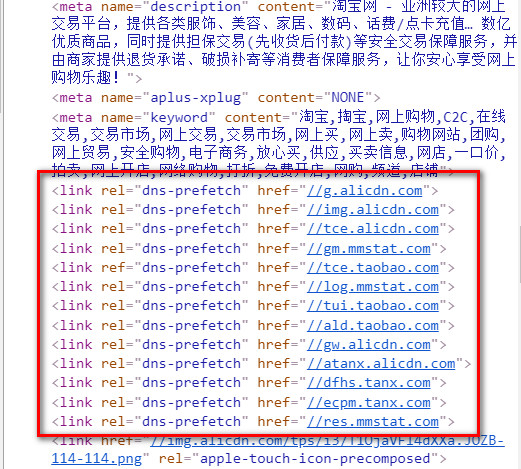 <meta name="description" content="淘宝网 - 亚洲较大的网上
交易平台，提供各类服饰、美容、家居、数码、话费/点卡充值… 数亿
优质商品，同时提供担保交易(先收货后付款)等安全交易保障服务，并
由商家提供退货承诺、破损补寄等消费者保障服务，让你安心享受网上
购物乐趣！">
<meta name="aplus-xplug" content="NONE">
<meta name="keyword" content="淘宝,掏宝,网上购物,C2C,在线
交易,交易市场,网上交易,交易市场,网上买,网上卖,购物网站,团购,
网上贸易,安全购物,电子商务,放心买,供应,买卖信息,网店,一口价,
拍卖,网上开店,网络购物,打折,免费开店,网购,频道,店铺">
<link rel="dns-prefetch" href="//g.alicdn.com">
<link rel="dns-prefetch" href="//img.alicdn.com">
<link rel="dns-prefetch" href="//tce.alicdn.com">
<link rel="dns-prefetch" href="//gm.mmstat.com">
<link ref="dns-prefetch" href="//tce.taobao.com">
<link rel="dns-prefetch" href="//log.mmstat.com">
<link rel="dns-prefetch" href="//tui.taobao.com">
<link rel="dns-prefetch" href="//ald.taobao.com">
<link rel="dns-prefetch" href="//gw.alicdn.com">
<link rel="dns-prefetch" href="//atanx.alicdn.com">
<link rel="dns-prefetch" href="//dfhs.tanx.com">
<link rel="dns-prefetch" href="//ecpm.tanx.com">
<link rel="dns-prefetch" href="//res.mmstat.com">
<link href="//img.alicdn.com/tps/i3/T1OjaVFl4dXXa.JOZB-
114-114.png" rel="apple-touch-icon-precomposed">